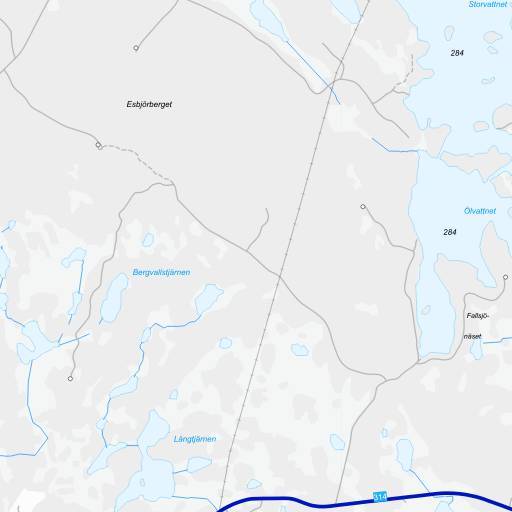 Storvattnet
284
Esbjörberget
Ölvattnet
284
Bergvallstjärnen
Fallsjö-
näset
Långtjärnen
314